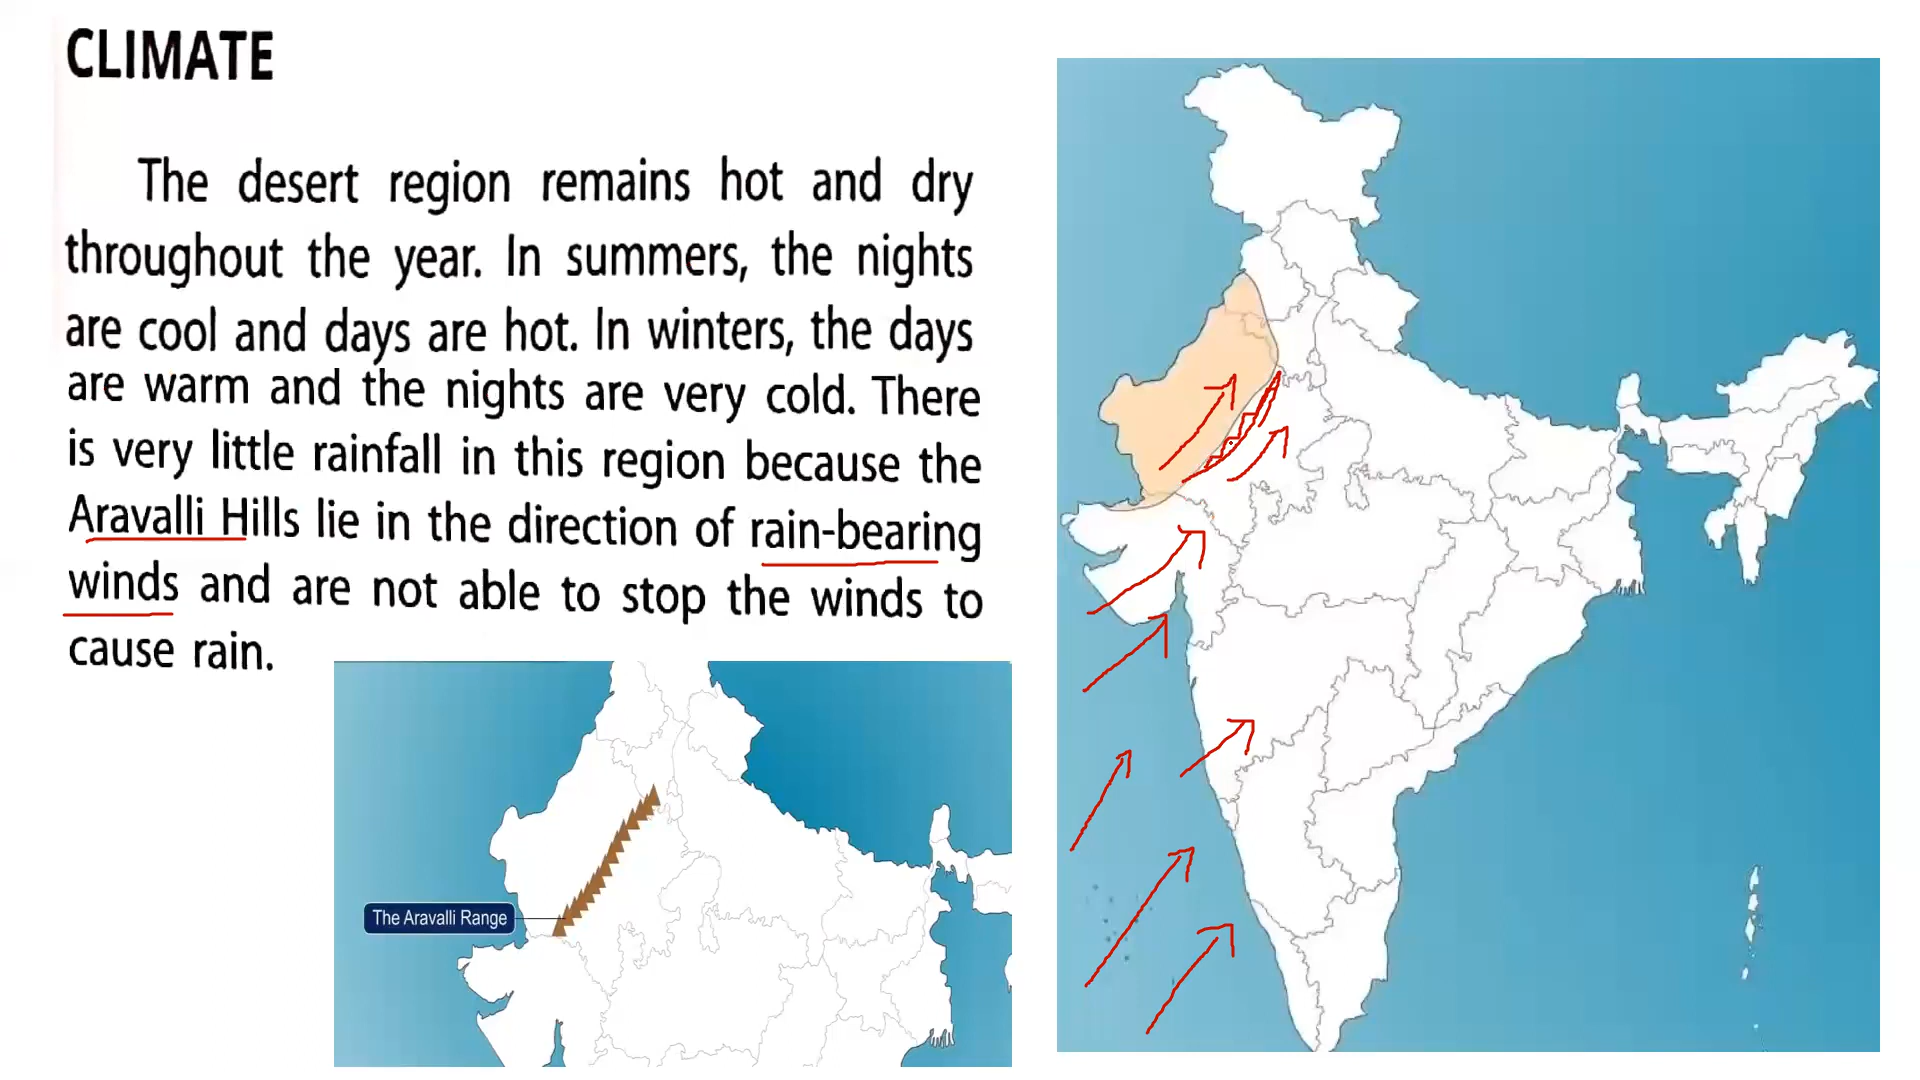 CLIMATE
The desert region remains hot and dry
throughout the year. In summers, the nights
are cool and days are hot. In winters, the days
are warm and the nights are very cold. There
is very little rainfall in this region because the
Aravalli Hills lie in the direction of rain-bearing
winds and are not able to stop the winds to
cause rain.
The Aravalli Range